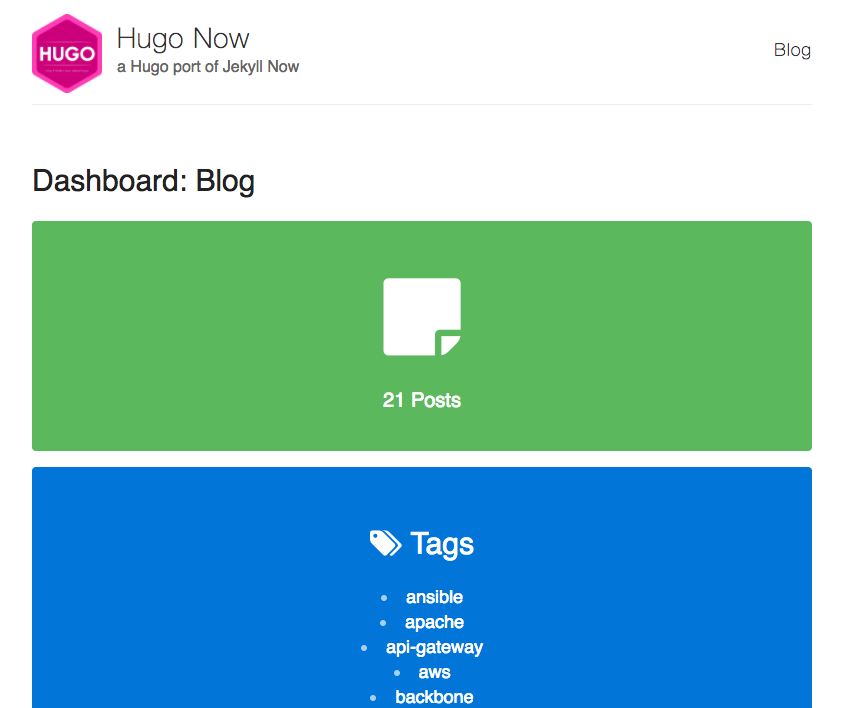 HUGO
Hugo Now
a Hugo port of Jekyll Now
Blog
Dashboard: Blog
21 Posts
Tags
ansible
apache
api-gateway
aws
backbone